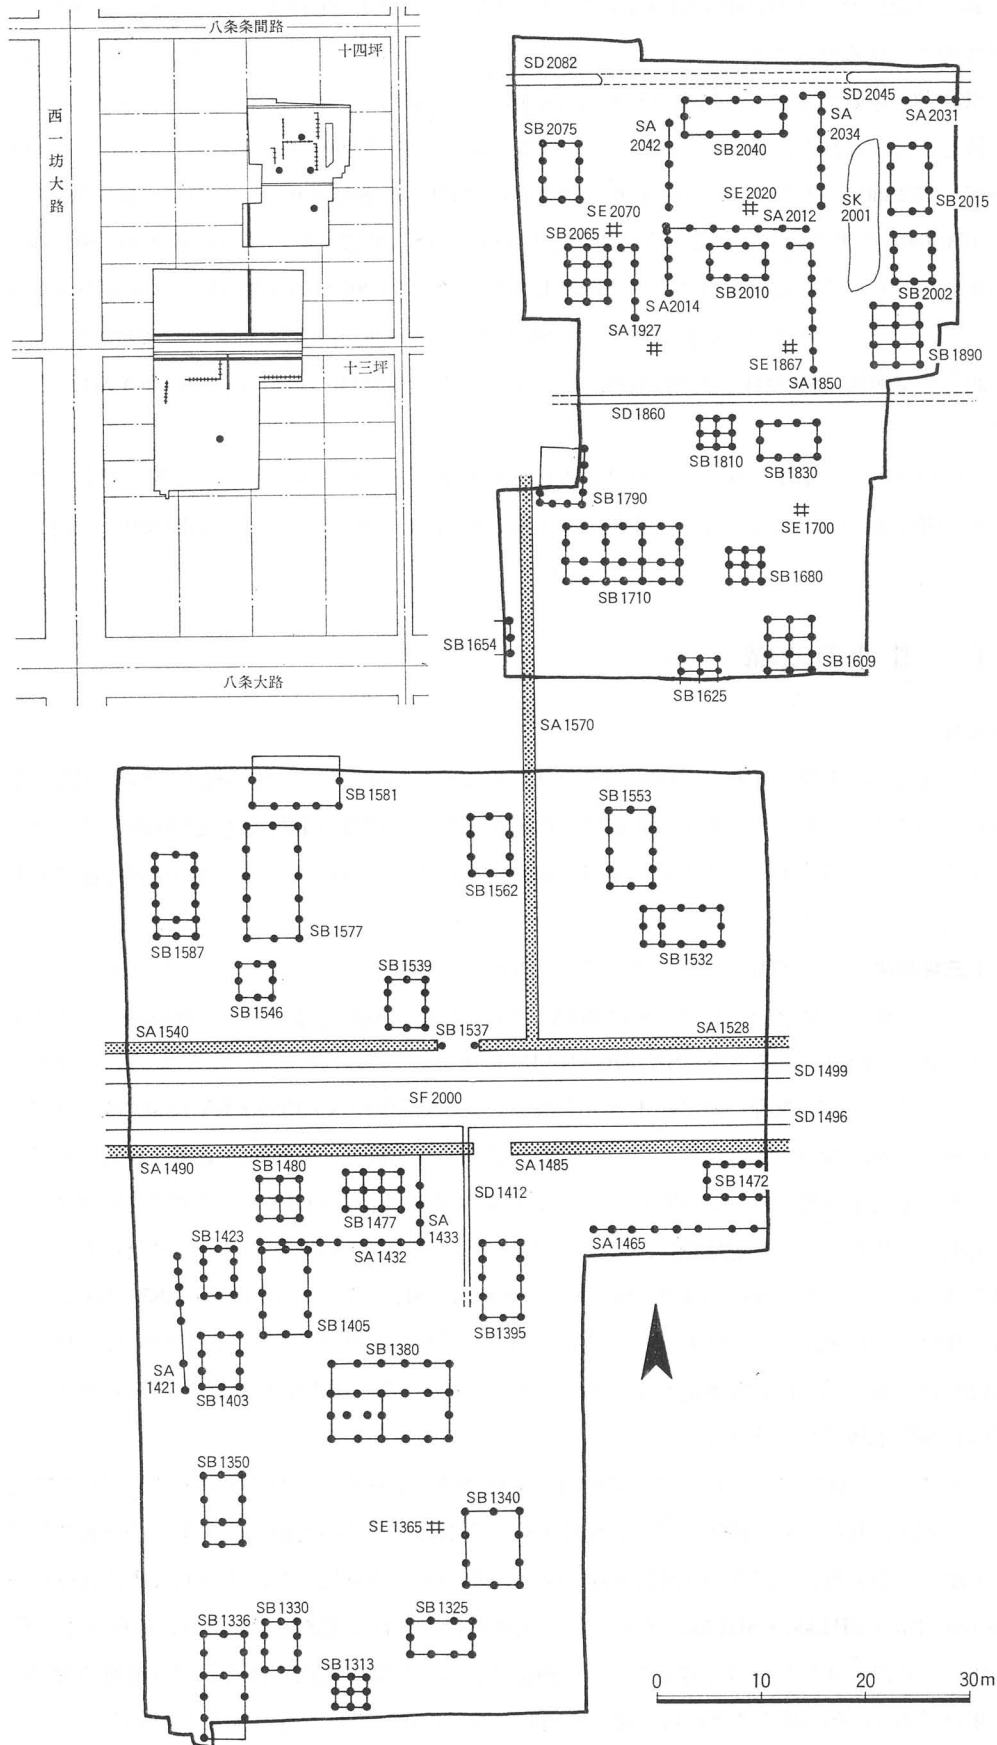 八条条間路
十四坪
西一坊大路
十三坪
八条大路
SD 2082
SD 2045
SA 2031
SA
2034
SA
2042
SB 2040
SB 2075
SK
2001
SB 2015
SE 2020
SE 2070
SA 2012
SB 2065
SB 2010
SB 2002
SA 2014
SA 1927
SE 1867
SB 1890
SA 1850
SD 1860
SB 1810
SB 1830
SB 1790
SE 1700
SB 1710
SB 1680
SB 1654
SB 1609
SB 1625
SA 1570
SB 1581
SB 1553
SB 1562
SB 1587
SB 1577
SB 1532
SB 1546
SB 1539
SA 1540
SB 1537
SA 1528
SD 1499
SF 2000
SD 1496
SA 1490
SA 1485
SB 1480
SB 1477
SD 1412
SB 1472
SA
1433
SB 1423
SA 1432
SA 1465
SB 1405
SB 1395
SB 1380
SA
1421
SB 1403
SB 1350
SB 1340
SE 1365
SB 1336
SB 1330
SB 1325
SB 1313
0 10 20 30 m